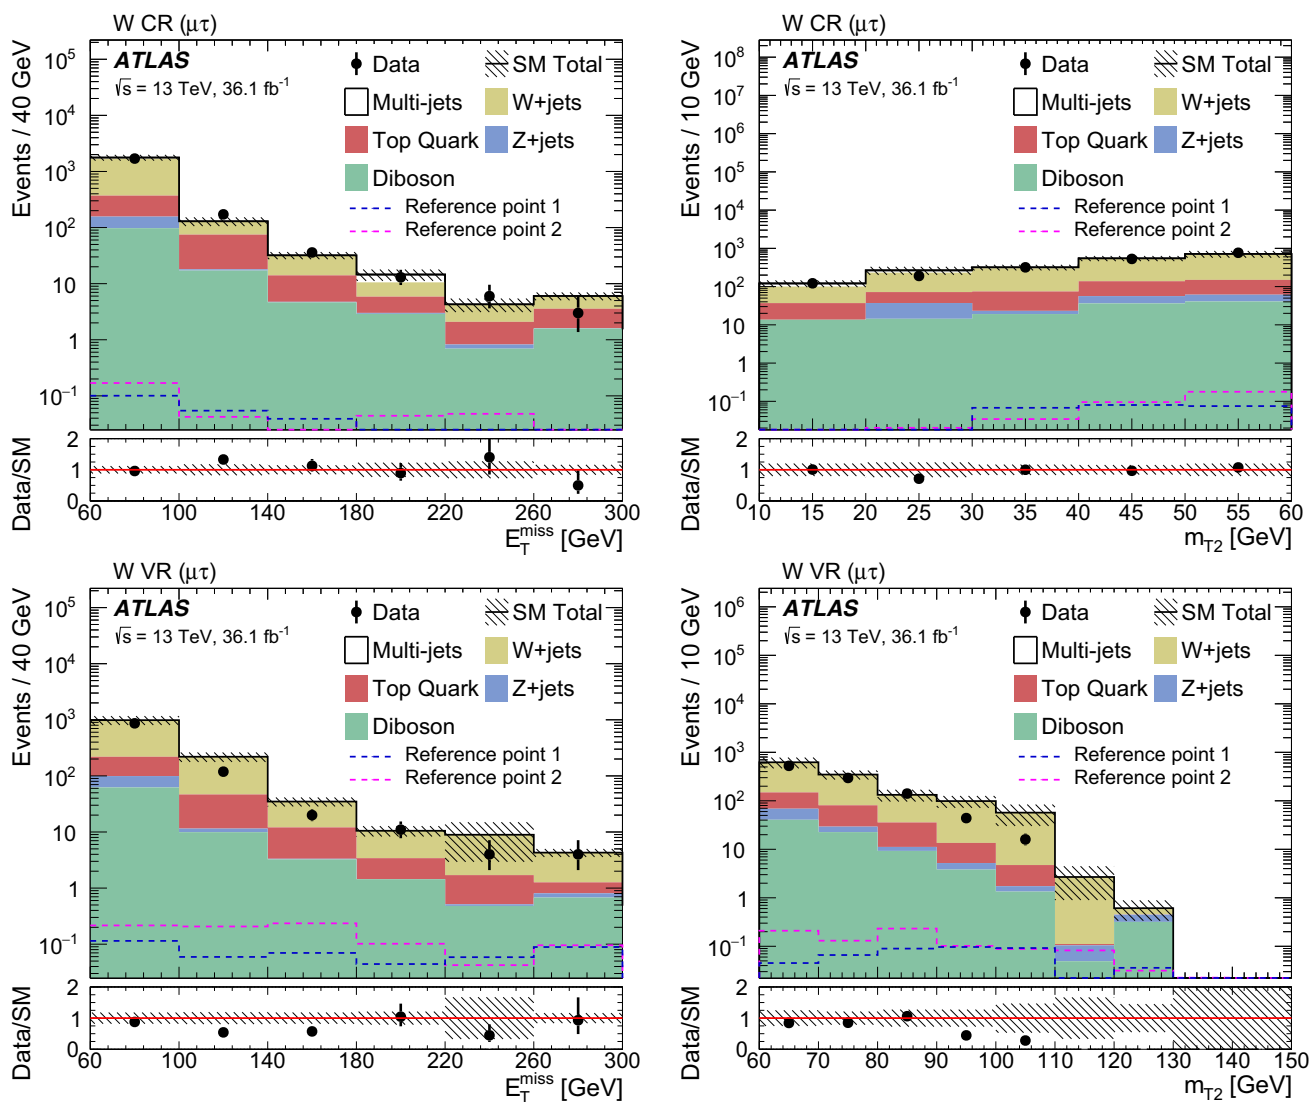 W CR (μτ)
ATLAS
√s = 13 TeV, 36.1 fb⁻¹
Data
SM Total
Multi-jets
W+jets
Top Quark
Z+jets
Diboson
Reference point 1
Reference point 2
Events / 40 GeV
10⁵
10⁴
10³
10²
10
1
10⁻¹
Data/SM
2
1
0
60 100 140 180 220 260 300
E_T^miss [GeV]
W CR (μτ)
ATLAS
√s = 13 TeV, 36.1 fb⁻¹
Data
SM Total
Multi-jets
W+jets
Top Quark
Z+jets
Diboson
Reference point 1
Reference point 2
Events / 10 GeV
10⁸
10⁷
10⁶
10⁵
10⁴
10³
10²
10
1
10⁻¹
Data/SM
2
1
0
10 15 20 25 30 35 40 45 50 55 60
m_T2 [GeV]
W VR (μτ)
ATLAS
√s = 13 TeV, 36.1 fb⁻¹
Data
SM Total
Multi-jets
W+jets
Top Quark
Z+jets
Diboson
Reference point 1
Reference point 2
Events / 40 GeV
10⁵
10⁴
10³
10²
10
1
10⁻¹
Data/SM
2
1
0
60 100 140 180 220 260 300
E_T^miss [GeV]
W VR (μτ)
ATLAS
√s = 13 TeV, 36.1 fb⁻¹
Data
SM Total
Multi-jets
W+jets
Top Quark
Z+jets
Diboson
Reference point 1
Reference point 2
Events / 10 GeV
10⁶
10⁵
10⁴
10³
10²
10
1
10⁻¹
Data/SM
2
1
0
60 70 80 90 100 110 120 130 140 150
m_T2 [GeV]